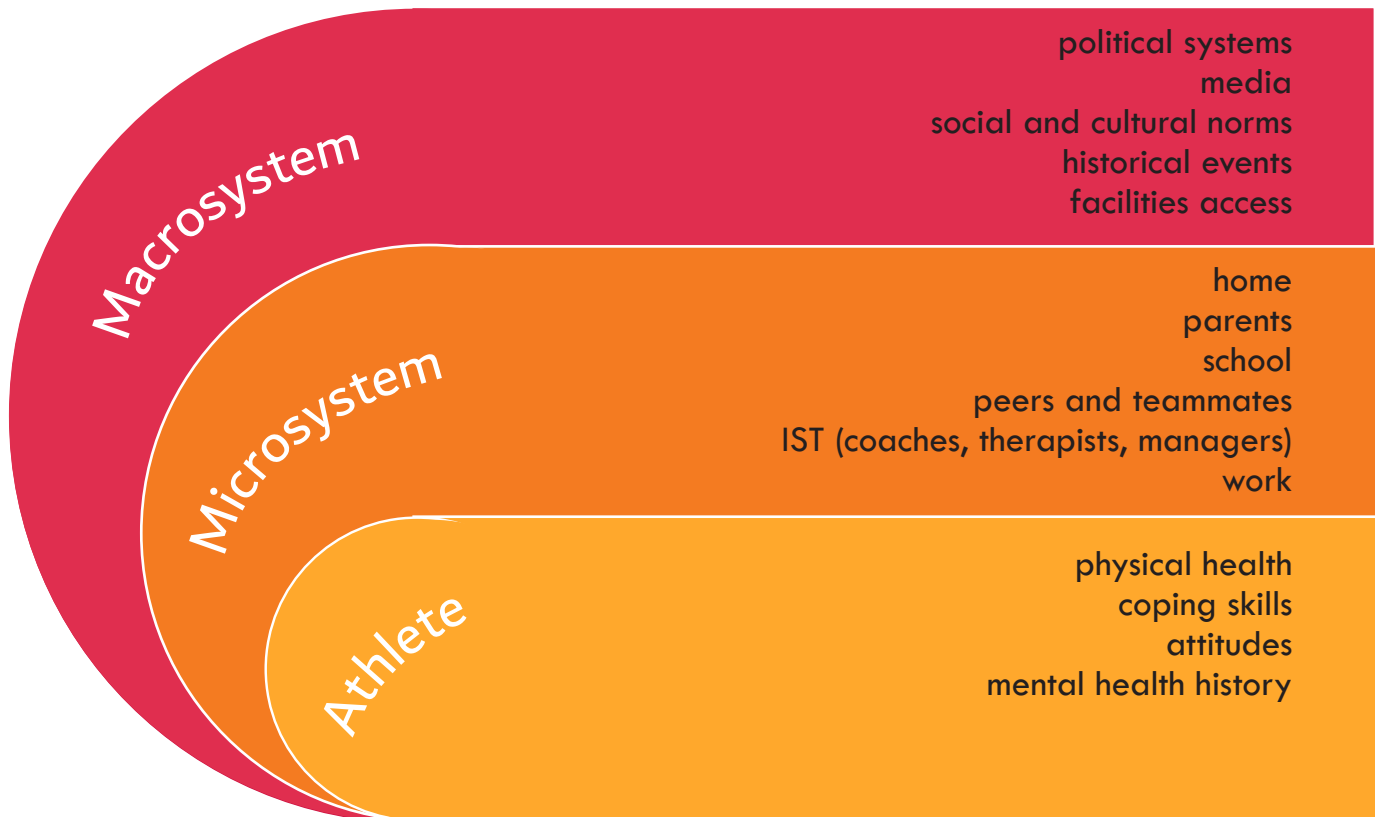 Macrosystem
political systems
media
social and cultural norms
historical events
facilities access
Microsystem
home
parents
school
peers and teammates
IST (coaches, therapists, managers)
work
Athlete
physical health
coping skills
attitudes
mental health history